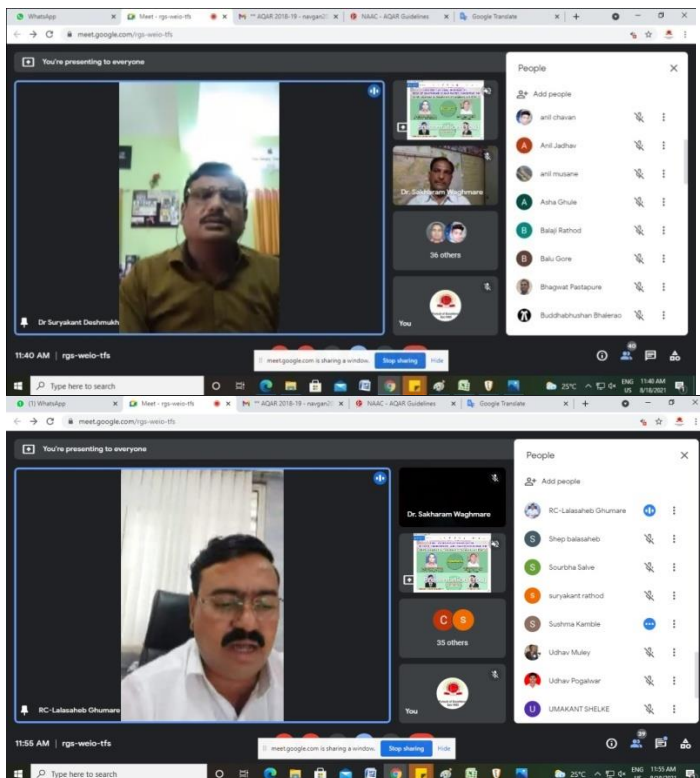 WhatsApp
Meet - rgs-weio-tfs
** AQAR 2018-19 - navgan2
NAAC - AQAR Guidelines
Google Translate
meet.google.com/rgs-weio-tfs
You're presenting to everyone
Dr Suryakant Deshmukh
Dr. Sakharam Waghmare
36 others
You
People
Add people
anil chavan
A
Anil Jadhav
anil musane
A
Asha Ghule
B
Balaji Rathod
B
Balu Gore
Bhagwat Pastapure
Buddhabhushan Bhalerao
11:40 AM | rgs-weio-tfs
meet.google.com is sharing a window.
Stop sharing
Hide
40
Type here to search
25°C
ENG
US
11:40 AM
8/18/2021
(1) WhatsApp
Meet - rgs-weio-tfs
** AQAR 2018-19 - navgan2
NAAC - AQAR Guidelines
Google Translate
meet.google.com/rgs-weio-tfs
You're presenting to everyone
RC-Lalasaheb Ghumare
Dr. Sakharam Waghmare
C
S
35 others
You
People
Add people
RC-Lalasaheb Ghumare
S
Shep balasaheb
S
Sourbha Salve
S
suryakant rathod
S
Sushma Kamble
Udhav Muley
Udhav Pogalwar
U
UMAKANT SHELKE
11:55 AM | rgs-weio-tfs
meet.google.com is sharing a window.
Stop sharing
Hide
39
Type here to search
25°C
ENG
US
11:55 AM